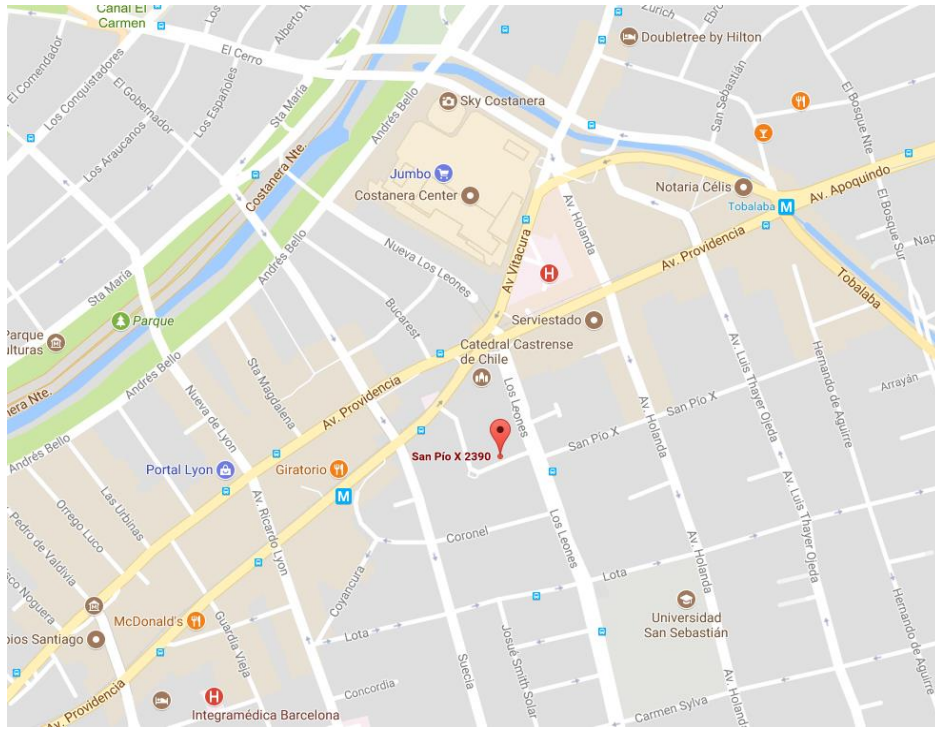 Canal El
Carmen
El Comendador
Los Conquistadores
Los Araucanos
El Gobernador
Los Españoles
Sta. María
El Cerro
Costanera Nte.
Andrés Bello
Zürich
Doubletree by Hilton
Sky Costanera
San Sebastián
El Bosque Nte
Jumbo
Costanera Center
Notaria Célis
Tobalaba
M
Av. Apoquindo
Av. Holanda
Av. Vitacura
Av. Providencia
El Bosque Sur
Tobalaba
Andrés Bello
Nueva Los Leones
H
Sta María
Parque
Parque
Bucarest
Serviestado
Catedral Castrense
de Chile
Av. Luis Thayer Ojeda
Hernando de Aguirre
Arrayán
Andrés Bello
Sta Magdalena
Nueva de Lyon
Av. Providencia
Los Leones
Av. Holanda
San Pío X
San Pío X
San Pío X 2390
Andrés Bello
Portal Lyon
Giratorio
M
Las Urbinas
Orrego Luco
Pedro de Valdivia
Av. Ricardo Lyon
Coronel
Los Leones
Av. Holanda
Av. Luis Thayer Ojeda
Lota
Coyancura
Universidad
San Sebastián
Hernando de Aguirre
McDonald's
Guardia Vieja
Lota
Suecia
Josué Smith Solar
Av. Holanda
Concordia
Carmen Sylva
Av. Providencia
H
Integramédica Barcelona